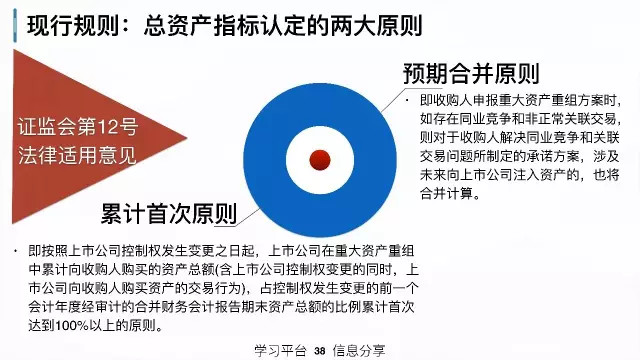 现行规则：总资产指标认定的两大原则
证监会第12号
法律适用意见
预期合并原则
• 即收购人申报重大资产重组方案时，
如存在同业竞争和非正常关联交易，
则对于收购人解决同业竞争和关联
交易问题所制定的承诺方案，涉及
未来向上市公司注入资产的，也将
合并计算。
累计首次原则
• 即按照上市公司控制权发生变更之日起，上市公司在重大资产重组
中累计向收购人购买的资产总额(含上市公司控制权变更的同时，上
市公司向收购人购买资产的交易行为)，占控制权发生变更的前一个
会计年度经审计的合并财务会计报告期末资产总额的比例累计首次
达到100%以上的原则。
学习平台 38 信息分享